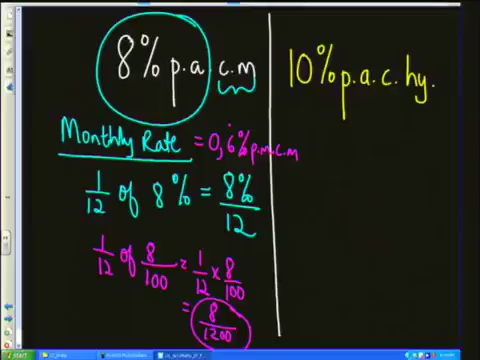 8% p.a. c.m
Monthly Rate = 0,6̇% p.m.c.m
1/12 of 8% = 8%/12
1/12 of 8/100 = 1/12 × 8/100
= 8/1200
10% p.a.c. hy.
start